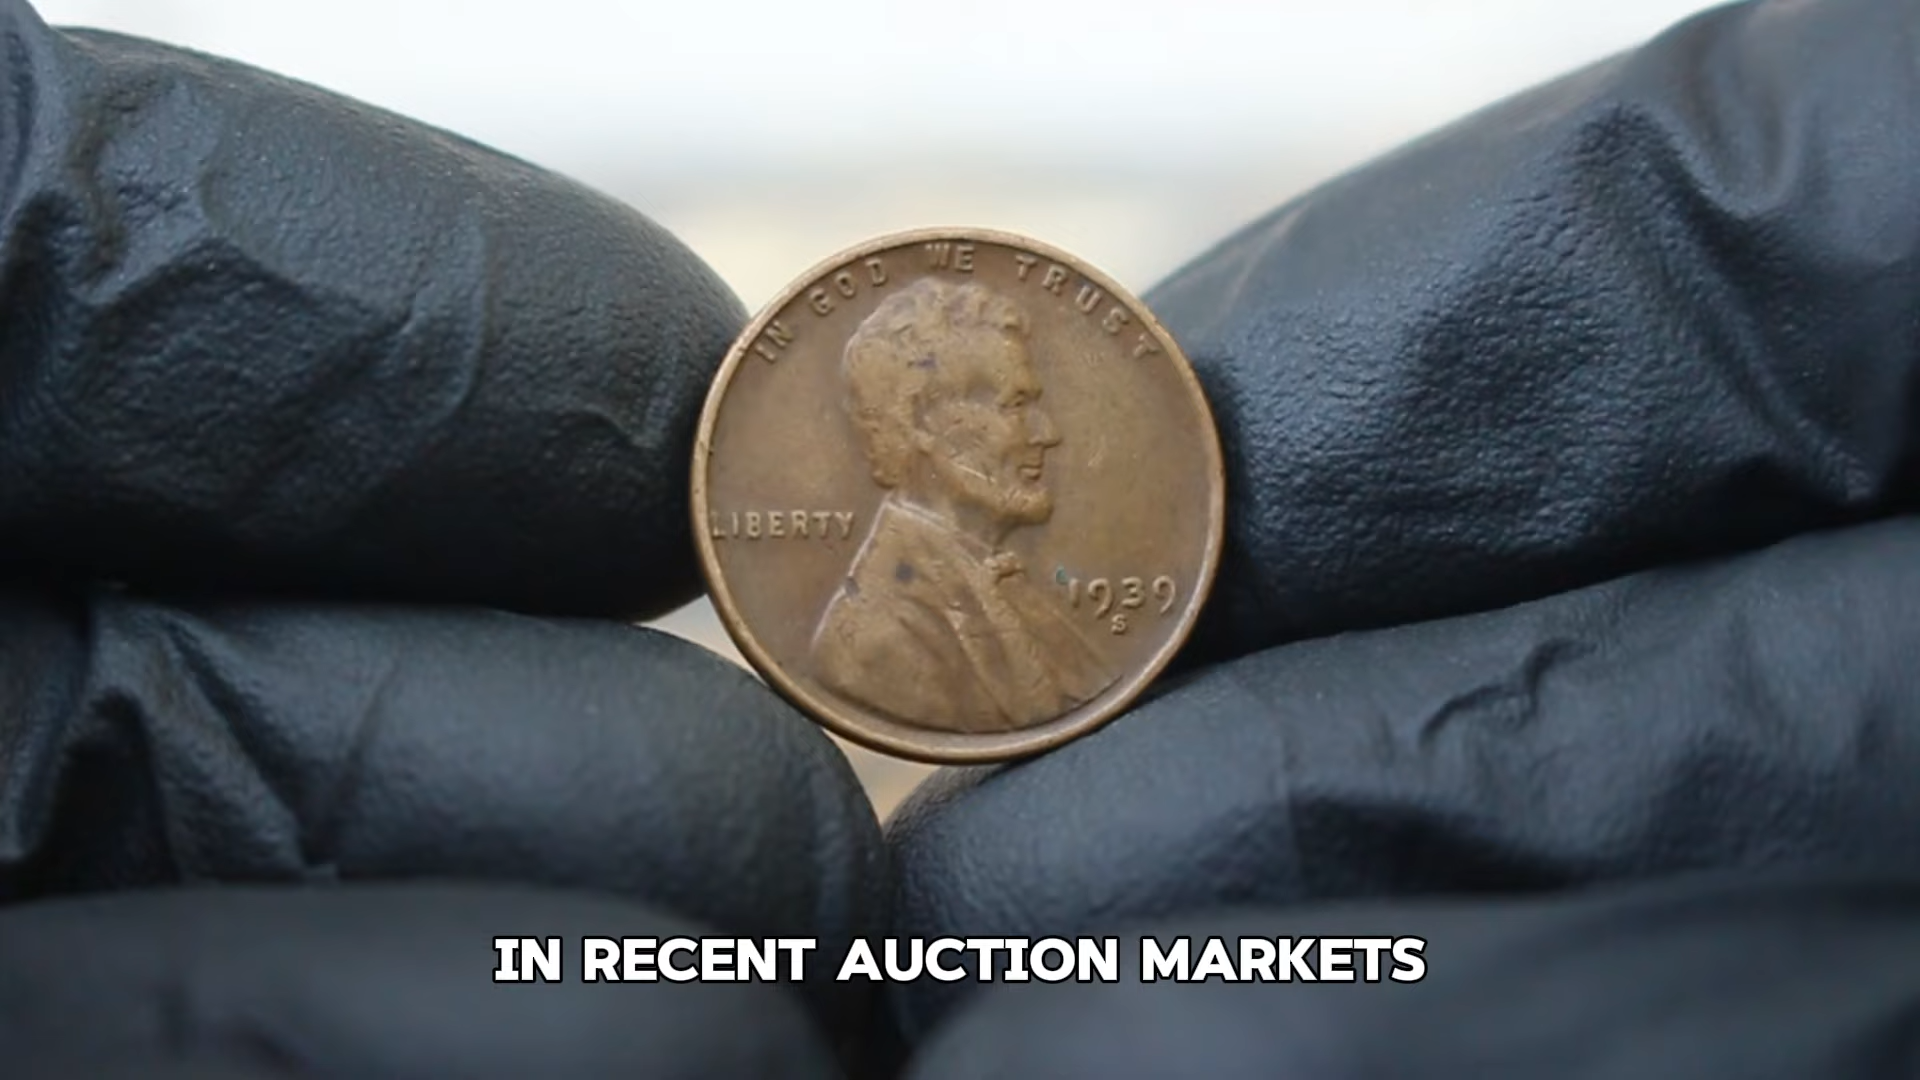 IN GOD WE TRUST
LIBERTY
1939
S
IN RECENT AUCTION MARKETS